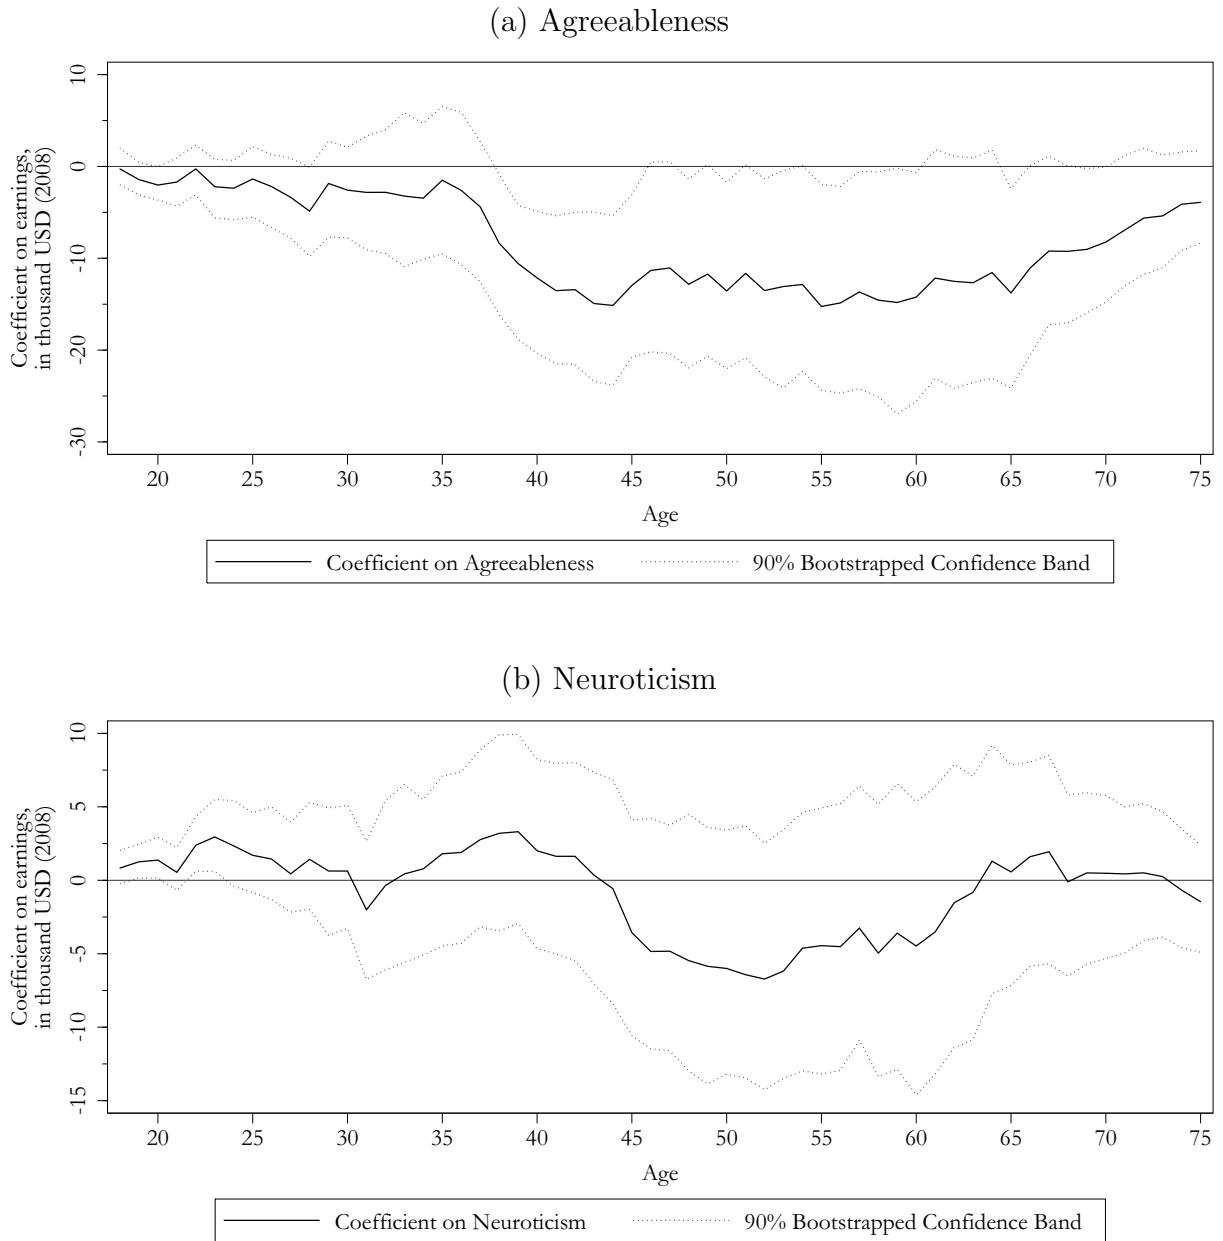 (a) Agreeableness
Coefficient on earnings,
in thousand USD (2008)
10
0
-10
-20
-30
20 25 30 35 40 45 50 55 60 65 70 75
Age
Coefficient on Agreeableness 90% Bootstrapped Confidence Band
(b) Neuroticism
Coefficient on earnings,
in thousand USD (2008)
10
5
0
-5
-10
-15
20 25 30 35 40 45 50 55 60 65 70 75
Age
Coefficient on Neuroticism 90% Bootstrapped Confidence Band